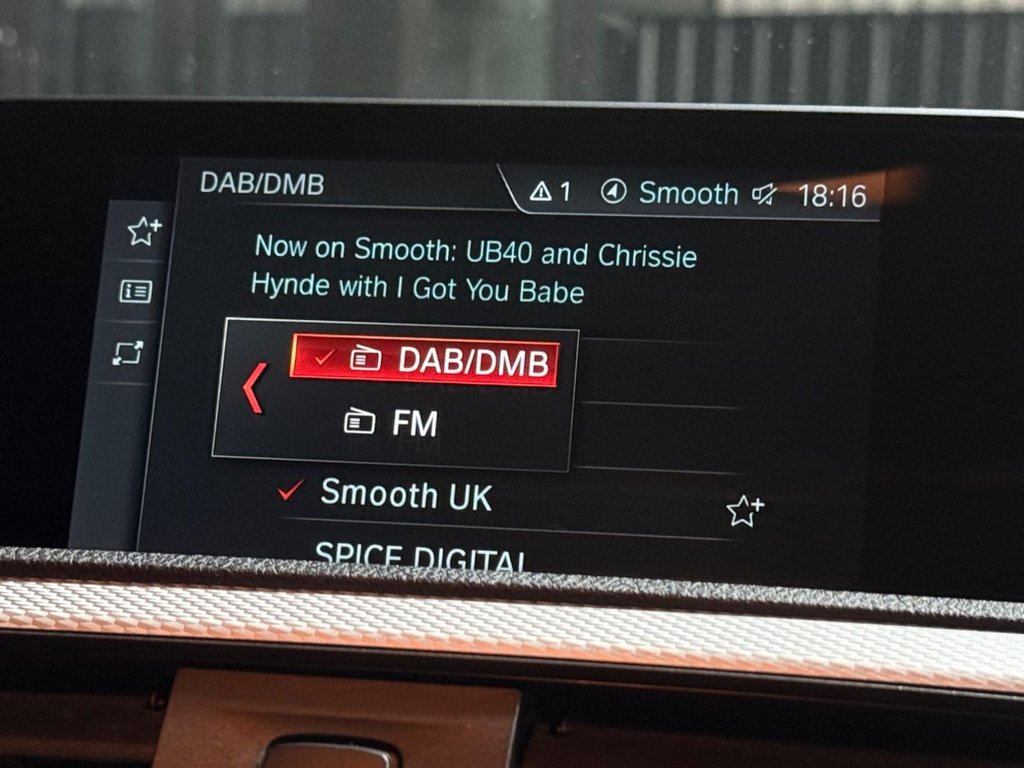 DAB/DMB
1 Smooth 18:16
Now on Smooth: UB40 and Chrissie
Hynde with I Got You Babe
DAB/DMB
FM
Smooth UK
SPICE DIGITAL